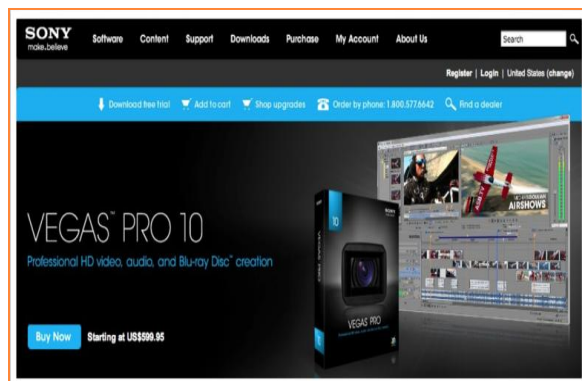 SONY
make.believe
Software Content Support Downloads Purchase My Account About Us
Search
Register | Login | United States (change)
Download free trial Add to cart Shop upgrades Order by phone: 1.800.577.6642 Find a dealer
AIRSHOWS
10
SONY
VEGAS™ PRO 10
Professional HD video, audio, and Blu-ray Disc™ creation
VEGAS PRO
Buy Now Starting at US$599.95